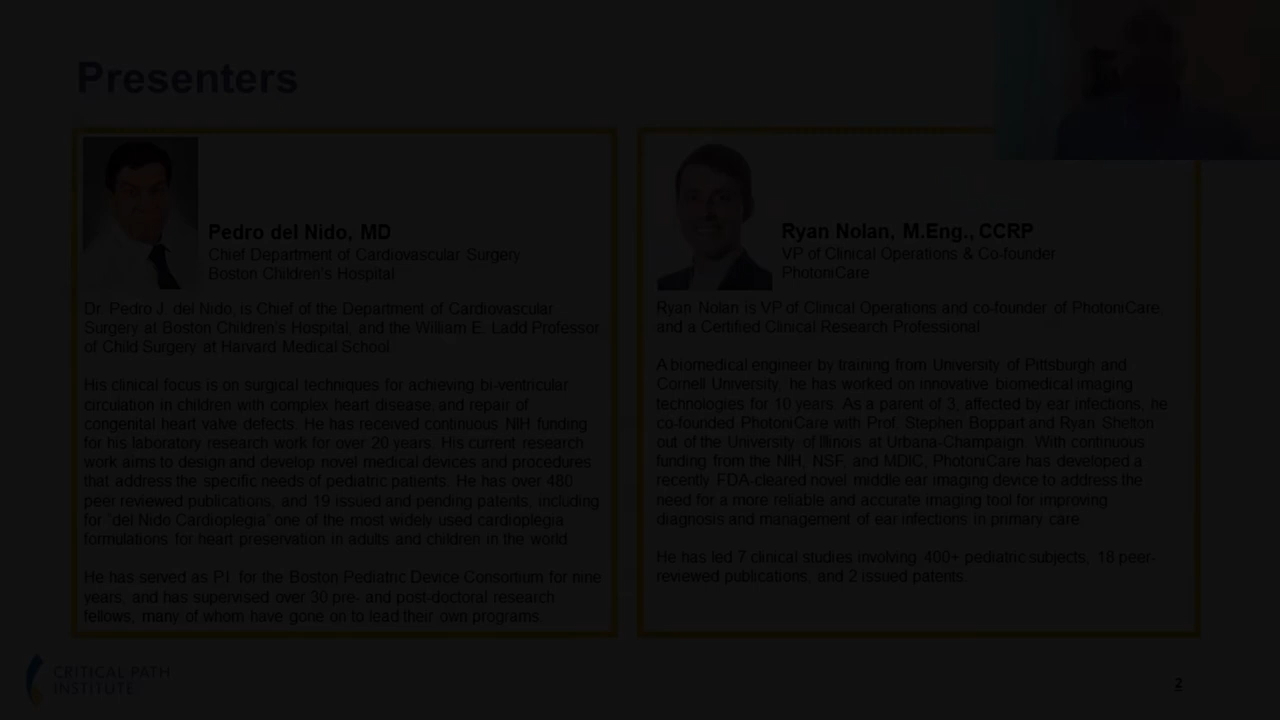 Presenters
Pedro del Nido, MD
Chief Department of Cardiovascular Surgery
Boston Children's Hospital
Dr. Pedro J. del Nido, is Chief of the Department of Cardiovascular
Surgery at Boston Children's Hospital, and the William E. Ladd Professor
of Child Surgery at Harvard Medical School.
His clinical focus is on surgical techniques for achieving bi-ventricular
circulation in children with complex heart disease, and repair of
congenital heart valve defects. He has received continuous NIH funding
for his laboratory research work for over 20 years. His current research
work aims to design and develop novel medical devices and procedures
that address the specific needs of pediatric patients. He has over 480
peer reviewed publications, and 19 issued and pending patents, including
for "del Nido Cardioplegia" one of the most widely used cardioplegia
formulations for heart preservation in adults and children in the world.
He has served as P.I. for the Boston Pediatric Device Consortium for nine
years, and has supervised over 30 pre- and post-doctoral research
fellows, many of whom have gone on to lead their own programs.
Ryan Nolan, M.Eng., CCRP
VP of Clinical Operations & Co-founder
PhotoniCare
Ryan Nolan is VP of Clinical Operations and co-founder of PhotoniCare,
and a Certified Clinical Research Professional.
A biomedical engineer by training from University of Pittsburgh and
Cornell University, he has worked on innovative biomedical imaging
technologies for 10 years. As a parent of 3, affected by ear infections, he
co-founded PhotoniCare with Prof. Stephen Boppart and Ryan Shelton
out of the University of Illinois at Urbana-Champaign. With continuous
funding from the NIH, NSF, and MDIC, PhotoniCare has developed a
recently FDA-cleared novel middle ear imaging device to address the
need for a more reliable and accurate imaging tool for improving
diagnosis and management of ear infections in primary care.
He has led 7 clinical studies involving 400+ pediatric subjects, 18 peer-
reviewed publications, and 2 issued patents.
CRITICAL PATH
INSTITUTE
2